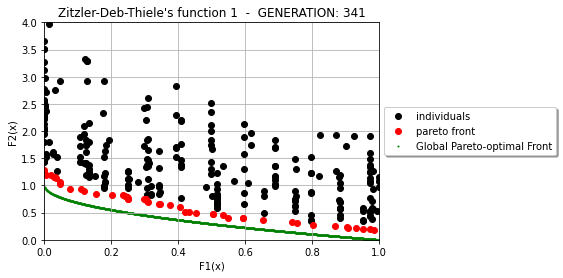 Zitzler-Deb-Thiele's function 1 - GENERATION: 341
4.0
3.5
3.0
2.5
2.0
1.5
1.0
0.5
0.0
F2(x)
0.0 0.2 0.4 0.6 0.8 1.0
F1(x)
individuals
pareto front
Global Pareto-optimal Front